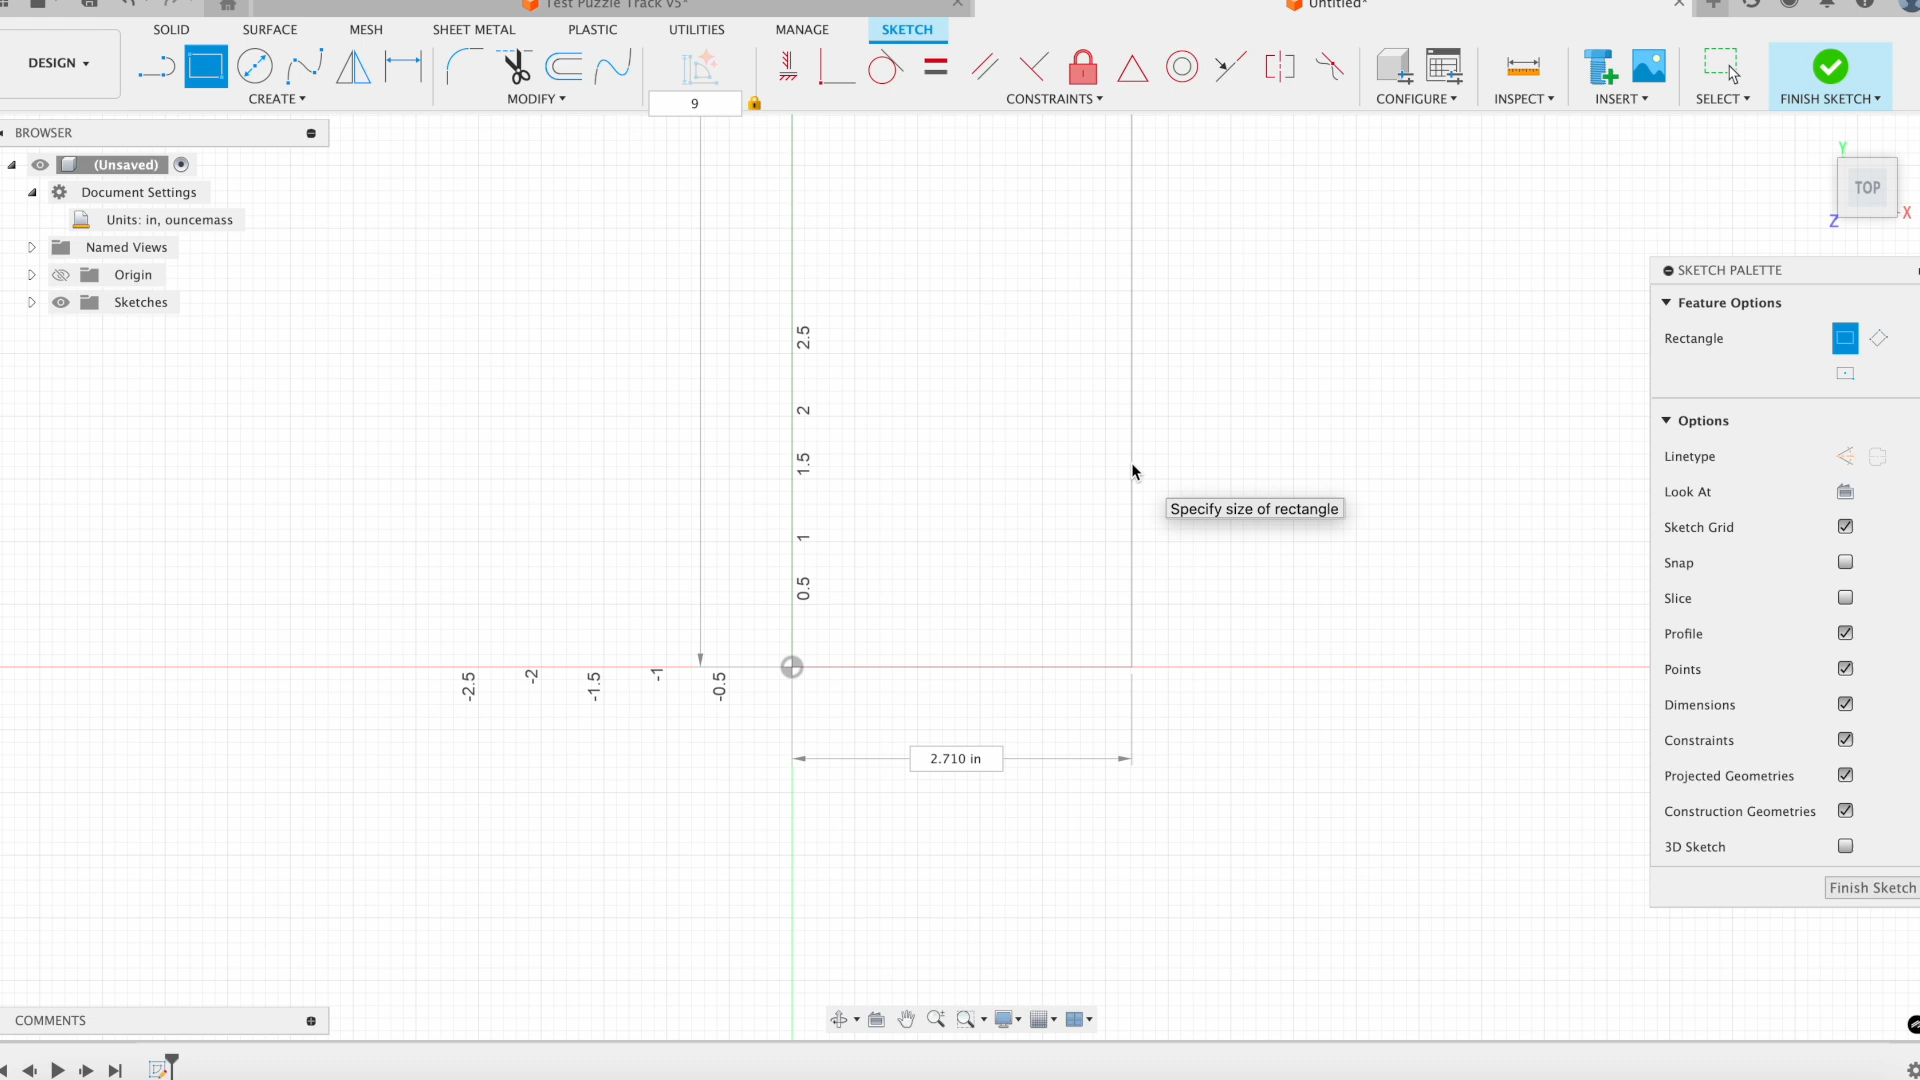 Test Puzzle Track v5*
Untitled*
SOLID SURFACE MESH SHEET METAL PLASTIC UTILITIES MANAGE SKETCH
DESIGN
CREATE MODIFY CONSTRAINTS CONFIGURE INSPECT INSERT SELECT FINISH SKETCH
9
BROWSER
(Unsaved)
Document Settings
Units: in, ouncemass
Named Views
Origin
Sketches
Y
TOP
X
Z
2.5
2
1.5
1
0.5
-2.5
-2
-1.5
-1
-0.5
Specify size of rectangle
2.710 in
SKETCH PALETTE
Feature Options
Rectangle
Options
Linetype
Look At
Sketch Grid
Snap
Slice
Profile
Points
Dimensions
Constraints
Projected Geometries
Construction Geometries
3D Sketch
Finish Sketch
COMMENTS